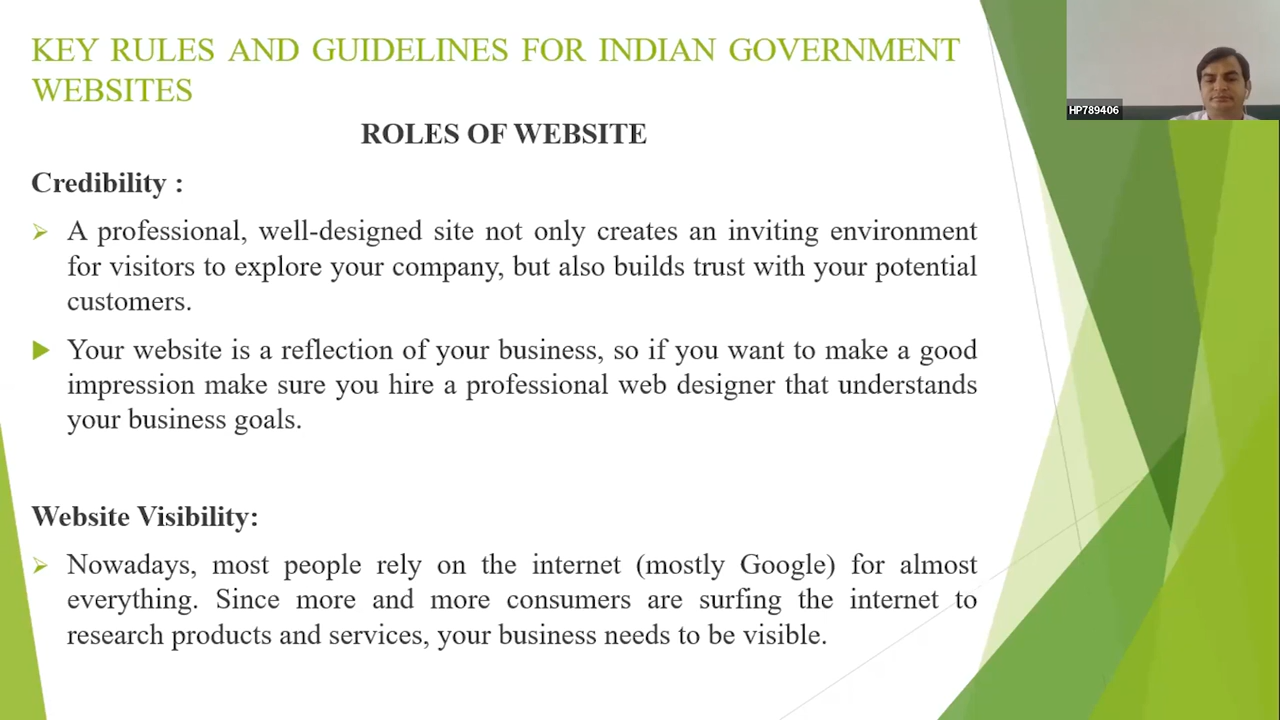 KEY RULES AND GUIDELINES FOR INDIAN GOVERNMENT
WEBSITES
HP789406
ROLES OF WEBSITE
Credibility :
A professional, well-designed site not only creates an inviting environment
for visitors to explore your company, but also builds trust with your potential
customers.
Your website is a reflection of your business, so if you want to make a good
impression make sure you hire a professional web designer that understands
your business goals.
Website Visibility:
Nowadays, most people rely on the internet (mostly Google) for almost
everything. Since more and more consumers are surfing the internet to
research products and services, your business needs to be visible.